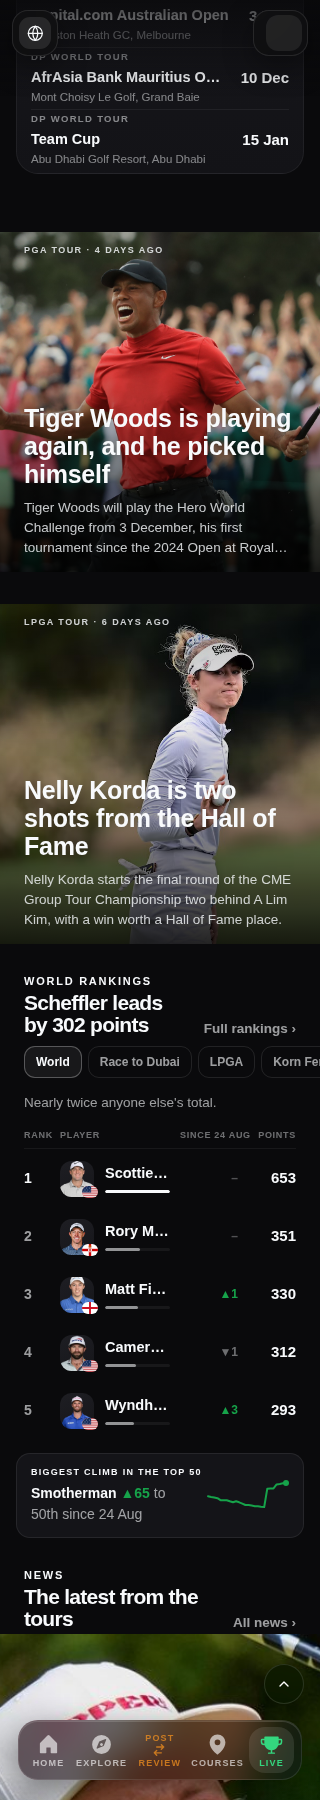 pital.com Australian Open
ston Heath GC, Melbourne
DP WORLD TOUR
AfrAsia Bank Mauritius O… 10 Dec
Mont Choisy Le Golf, Grand Baie
DP WORLD TOUR
Team Cup 15 Jan
Abu Dhabi Golf Resort, Abu Dhabi
PGA TOUR · 4 DAYS AGO
Tiger Woods is playing
again, and he picked
himself
Tiger Woods will play the Hero World
Challenge from 3 December, his first
tournament since the 2024 Open at Royal…
LPGA TOUR · 6 DAYS AGO
Goldman
Sachs
Nelly Korda is two
shots from the Hall of
Fame
Nelly Korda starts the final round of the CME
Group Tour Championship two behind A Lim
Kim, with a win worth a Hall of Fame place.
WORLD RANKINGS
Scheffler leads
by 302 points
Full rankings ›
World Race to Dubai LPGA Korn Fe
Nearly twice anyone else's total.
RANK PLAYER SINCE 24 AUG POINTS
1 Scottie… – 653
2 Rory M… – 351
3 Matt Fi… ▲1 330
4 Camer… ▼1 312
5 Wyndh… ▲3 293
BIGGEST CLIMB IN THE TOP 50
Smotherman ▲65 to
50th since 24 Aug
NEWS
The latest from the
tours
All news ›
HOME EXPLORE POST REVIEW COURSES LIVE